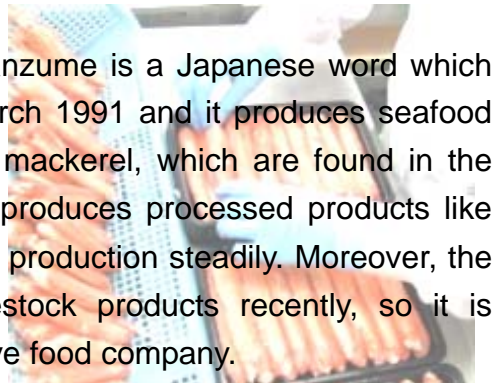 nzume is a Japanese word which
rch 1991 and it produces seafood
mackerel, which are found in the
produces processed products like
production steadily. Moreover, the
estock products recently, so it is
ve food company.